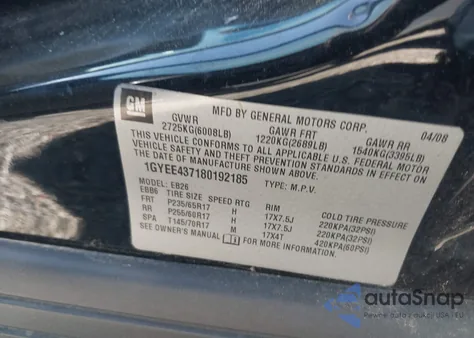 GM MFD BY GENERAL MOTORS CORP. 04/08
GVWR GAWR FRT GAWR RR
2725KG(6008LB) 1220KG(2689LB) 1540KG(3395LB)
THIS VEHICLE CONFORMS TO ALL APPLICABLE U.S. FEDERAL MOTOR
VEHICLE SAFETY AND THEFT PREVENTION STANDARDS IN EFFECT ON
THE DATE OF MANUFACTURE SHOWN ABOVE.
1GYEE437180192185 TYPE: M.P.V.
MODEL: EB26
EBB6 TIRE SIZE SPEED RTG RIM COLD TIRE PRESSURE
FRT P235/65R17 H 17X7.5J 220KPA(32PSI)
RR P255/60R17 H 17X7.5J 220KPA(32PSI)
SPA T145/70R17 M 17X4T 420KPA(60PSI)
SEE OWNER'S MANUAL FOR MORE INFORMATION.
autaSnap